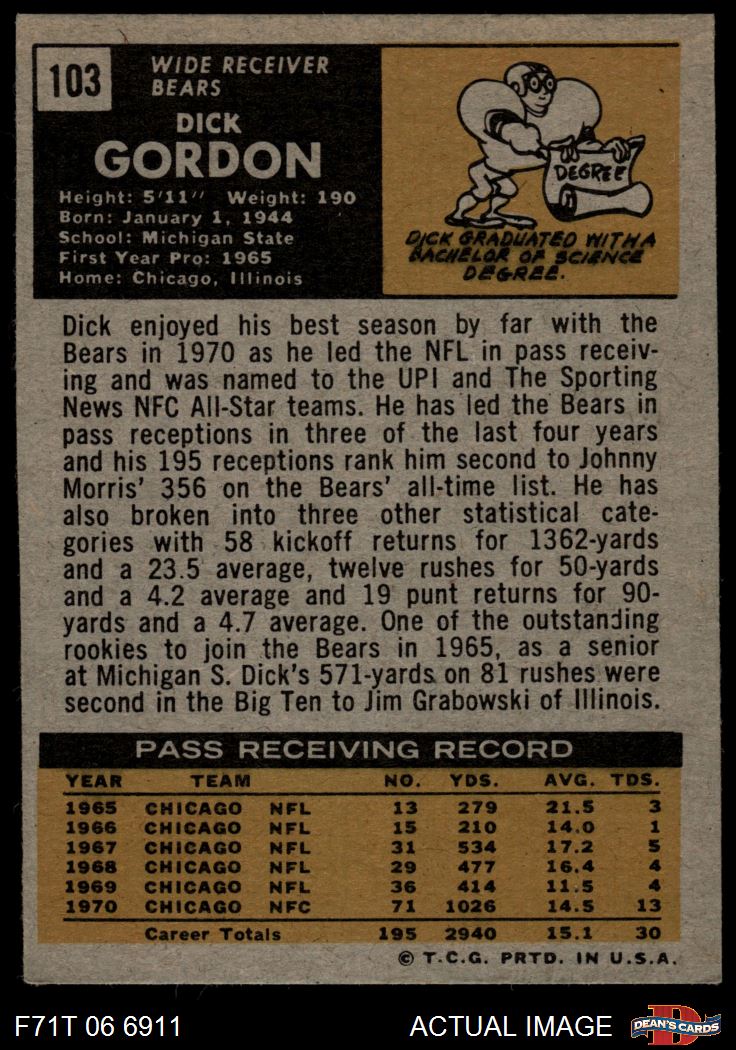 103
WIDE RECEIVER
BEARS
DICK
GORDON
Height: 5'11" Weight: 190
Born: January 1, 1944
School: Michigan State
First Year Pro: 1965
Home: Chicago, Illinois
DEGREE
DICK GRADUATED WITH A
BACHELOR OF SCIENCE
DEGREE.
Dick enjoyed his best season by far with the
Bears in 1970 as he led the NFL in pass receiv-
ing and was named to the UPI and The Sporting
News NFC All-Star teams. He has led the Bears in
pass receptions in three of the last four years
and his 195 receptions rank him second to Johnny
Morris' 356 on the Bears' all-time list. He has
also broken into three other statistical cate-
gories with 58 kickoff returns for 1362-yards
and a 23.5 average, twelve rushes for 50-yards
and a 4.2 average and 19 punt returns for 90-
yards and a 4.7 average. One of the outstanding
rookies to join the Bears in 1965, as a senior
at Michigan S. Dick's 571-yards on 81 rushes were
second in the Big Ten to Jim Grabowski of Illinois.
PASS RECEIVING RECORD
YEAR TEAM NO. YDS. AVG. TDS.
1965 CHICAGO NFL 13 279 21.5 3
1966 CHICAGO NFL 15 210 14.0 1
1967 CHICAGO NFL 31 534 17.2 5
1968 CHICAGO NFL 29 477 16.4 4
1969 CHICAGO NFL 36 414 11.5 4
1970 CHICAGO NFC 71 1026 14.5 13
Career Totals 195 2940 15.1 30
© T.C.G. PRTD. IN U.S.A.
F71T 06 6911 ACTUAL IMAGE D DEAN'S CARDS